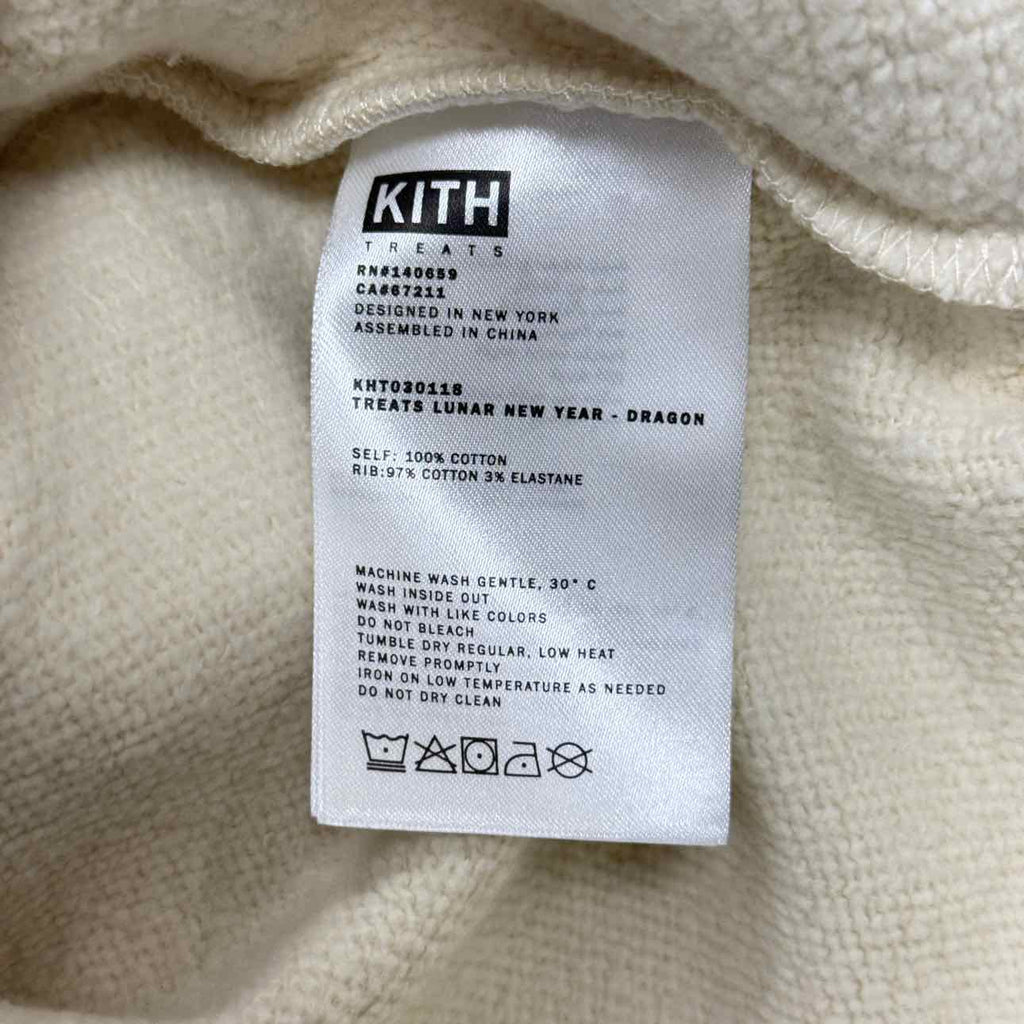 KITH
TREATS
RN#140659
CA#67211
DESIGNED IN NEW YORK
ASSEMBLED IN CHINA
KHT030118
TREATS LUNAR NEW YEAR - DRAGON
SELF: 100% COTTON
RIB:97% COTTON 3% ELASTANE
MACHINE WASH GENTLE, 30° C
WASH INSIDE OUT
WASH WITH LIKE COLORS
DO NOT BLEACH
TUMBLE DRY REGULAR, LOW HEAT
REMOVE PROMPTLY
IRON ON LOW TEMPERATURE AS NEEDED
DO NOT DRY CLEAN